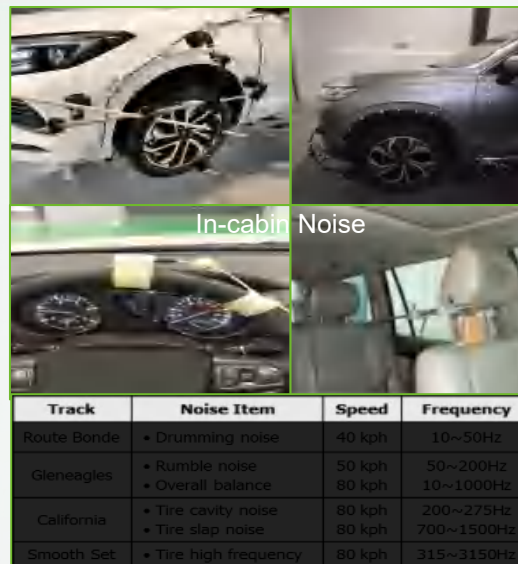 In-cabin Noise
Track Noise Item Speed Frequency
Route Bonde • Drumming noise 40 kph 10~50Hz
Gleneagles • Rumble noise 50 kph 50~200Hz
• Overall balance 80 kph 10~1000Hz
California • Tire cavity noise 80 kph 200~275Hz
• Tire slap noise 80 kph 700~1500Hz
Smooth Set • Tire high frequency 80 kph 315~3150Hz